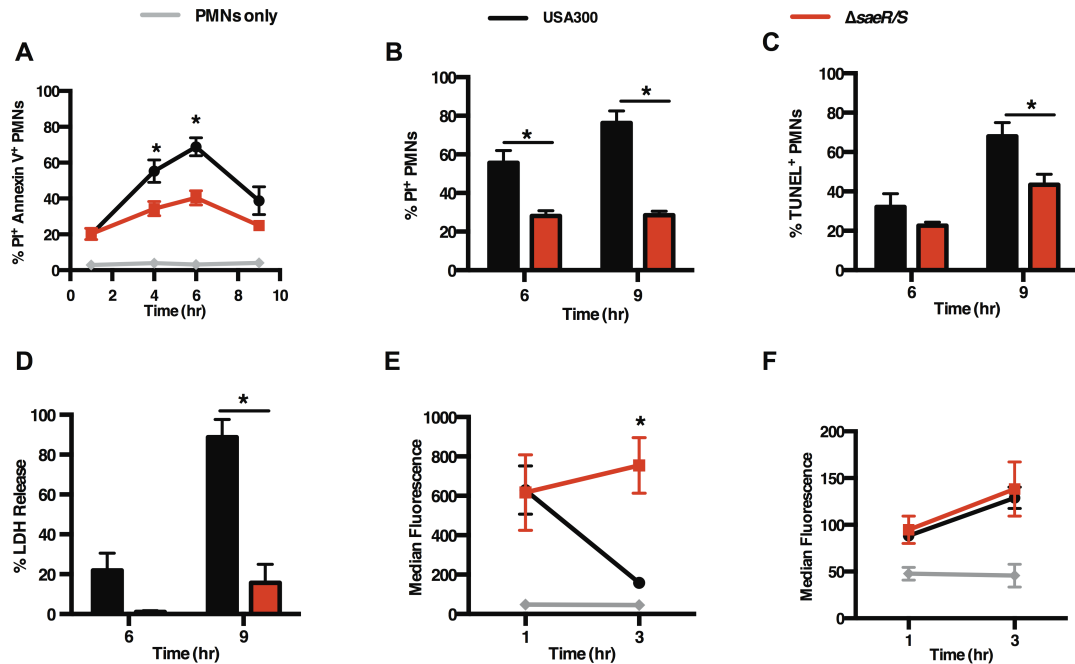 PMNs only USA300 ΔsaeR/S
A
% PI⁺ Annexin V⁺ PMNs
100
80
60
40
20
0
* *
0 2 4 6 8 10
Time (hr)
B
% PI⁺ PMNs
100
80
60
40
20
0
* *
6 9
Time (hr)
C
% TUNEL⁺ PMNs
100
80
60
40
20
0
*
6 9
Time (hr)
D
% LDH Release
100
80
60
40
20
0
*
6 9
Time (hr)
E
Median Fluorescence
1000
800
600
400
200
0
*
1 3
Time (hr)
F
Median Fluorescence
200
150
100
50
0
1 3
Time (hr)